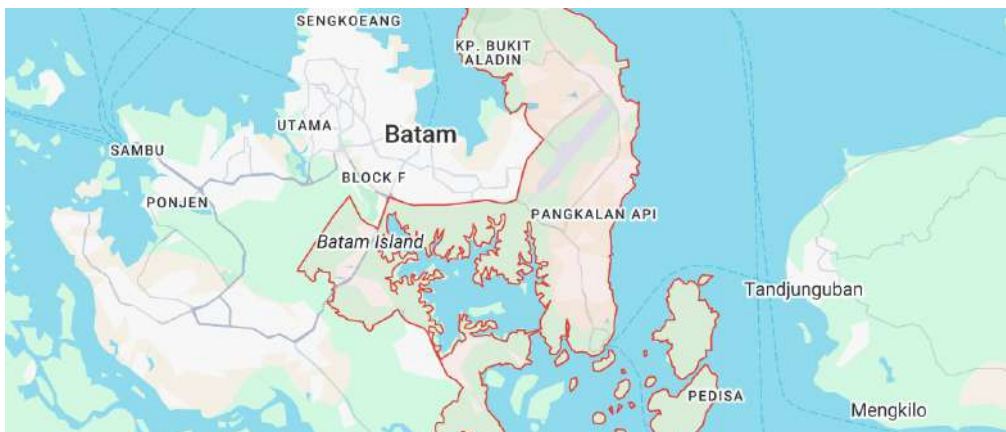 SENGKOEANG
KP. BUKIT
ALADIN
UTAMA
Batam
SAMBU
BLOCK F
PONJEN
PANGKALAN API
Batam Island
Tandjunguban
PEDISA
Mengkilo